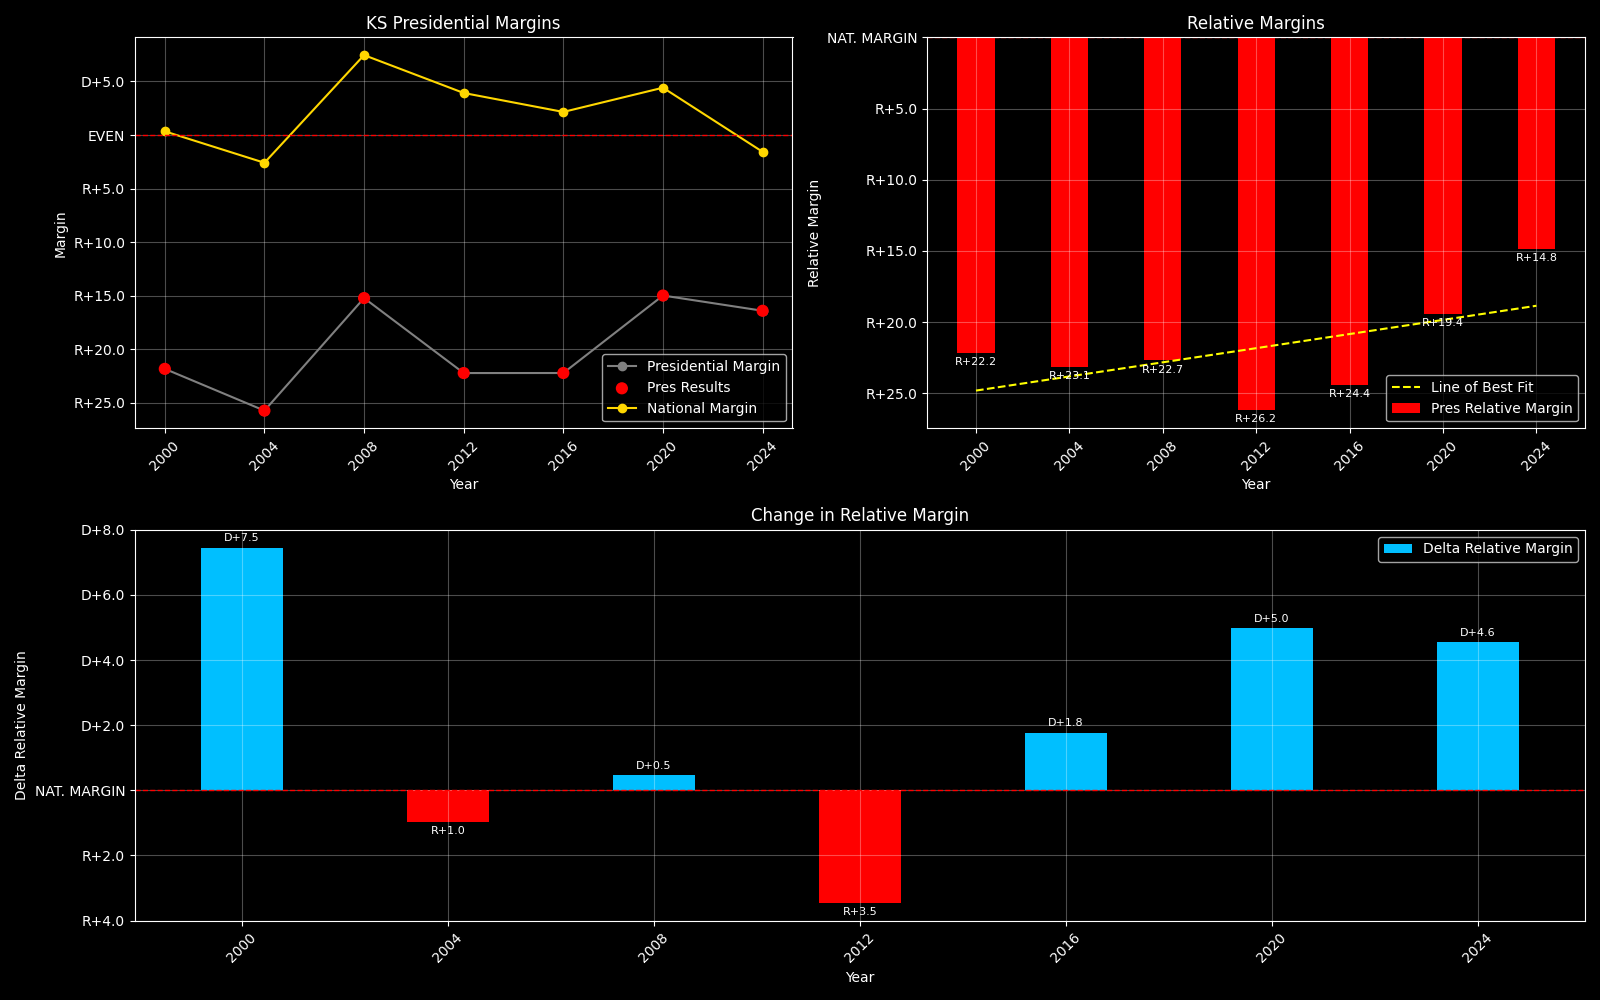 KS Presidential Margins
D+5.0
EVEN
R+5.0
R+10.0
R+15.0
R+20.0
R+25.0
Margin
Presidential Margin
Pres Results
National Margin
2000 2004 2008 2012 2016 2020 2024
Year
Relative Margins
NAT. MARGIN
R+5.0
R+10.0
R+15.0
R+20.0
R+25.0
Relative Margin
R+22.2 R+23.1 R+22.7 R+26.2 R+24.4 R+19.4 R+14.8
Line of Best Fit
Pres Relative Margin
2000 2004 2008 2012 2016 2020 2024
Year
Change in Relative Margin
D+8.0
D+6.0
D+4.0
D+2.0
NAT. MARGIN
R+2.0
R+4.0
Delta Relative Margin
D+7.5 R+1.0 D+0.5 R+3.5 D+1.8 D+5.0 D+4.6
Delta Relative Margin
2000 2004 2008 2012 2016 2020 2024
Year